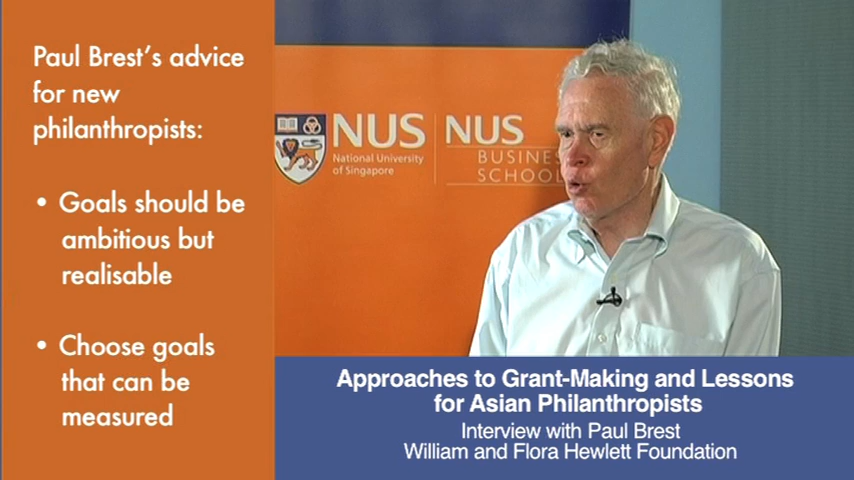 Paul Brest's advice
for new
philanthropists:
• Goals should be
ambitious but
realisable
• Choose goals
that can be
measured
NUS
National University
of Singapore
NUS
BUSINESS
SCHOOL
Approaches to Grant-Making and Lessons
for Asian Philanthropists
Interview with Paul Brest
William and Flora Hewlett Foundation